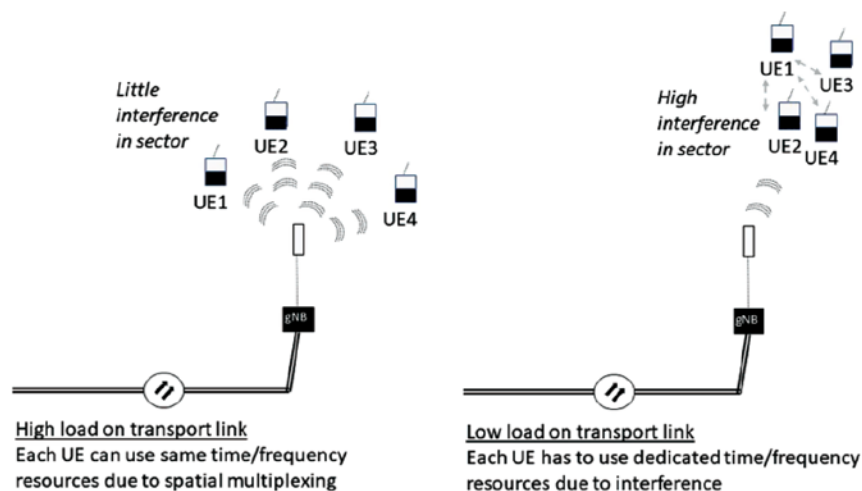 Little
interference
in sector
UE1
UE2
UE3
UE4
gNB
High load on transport link
Each UE can use same time/frequency
resources due to spatial multiplexing
High
interference
in sector
UE1
UE3
UE2
UE4
gNB
Low load on transport link
Each UE has to use dedicated time/frequency
resources due to interference